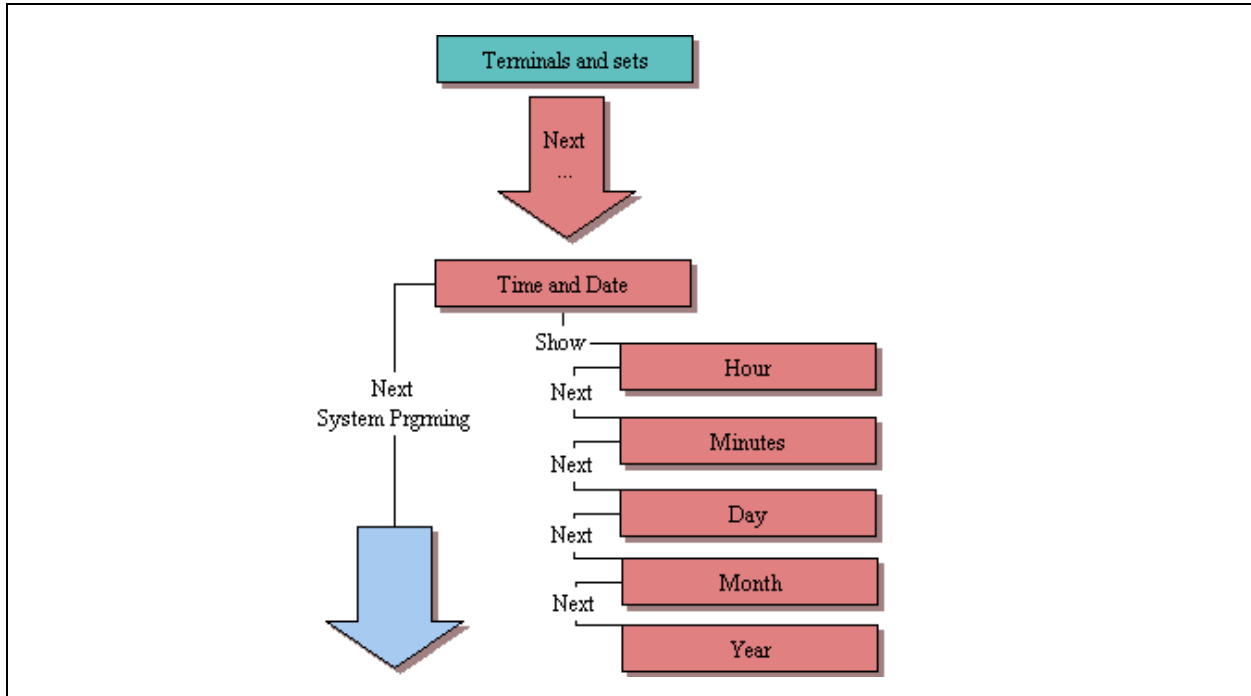 Terminals and sets
Next
...
Time and Date
Show
Hour
Next
Next
System Prgrming
Minutes
Next
Day
Next
Month
Next
Year